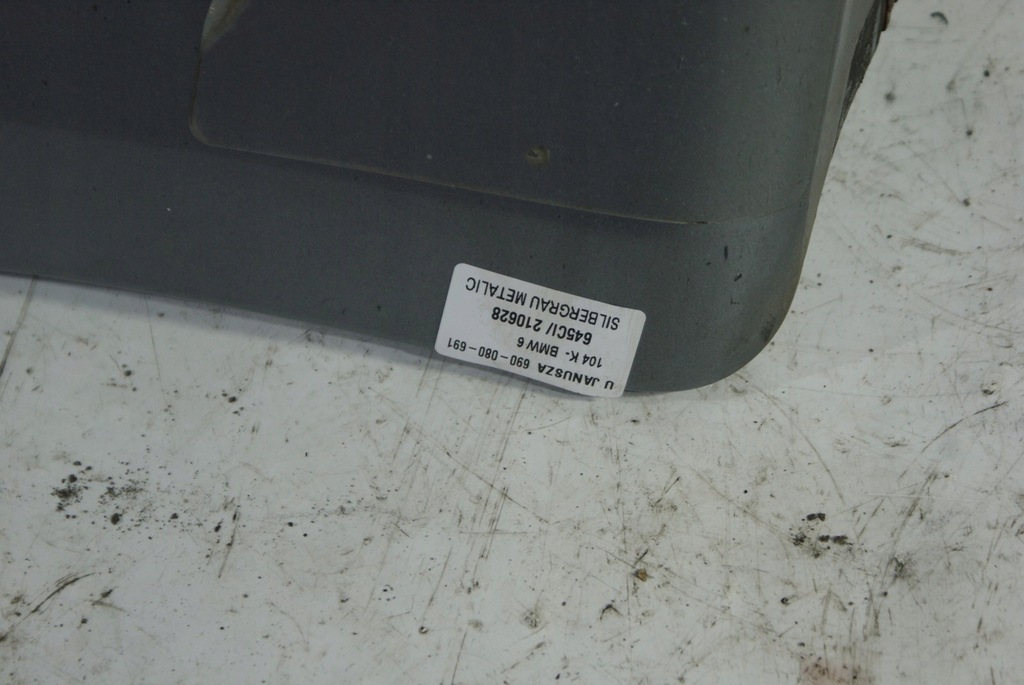 U JANUSZA 690-080-691
104 K- BMW 6
645CI/ 210628
SILBERGRAU METALIC